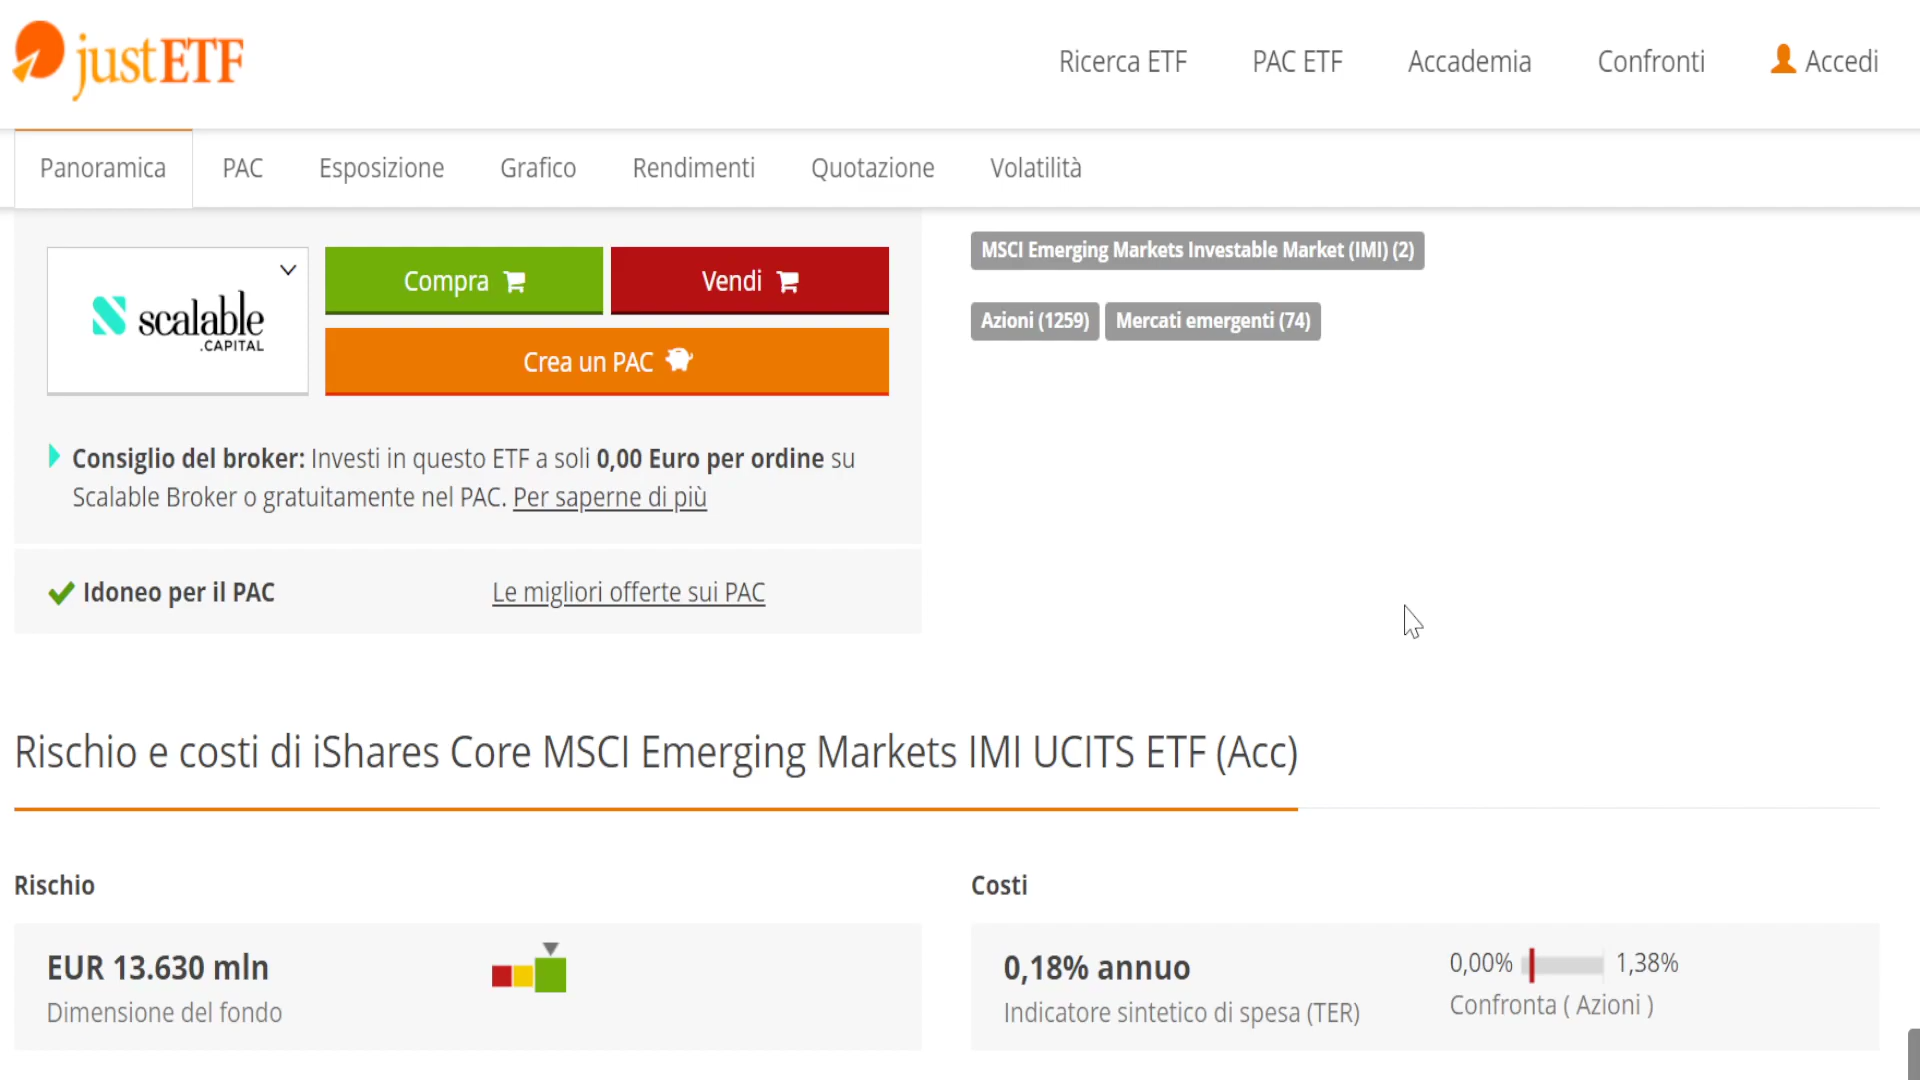 justETF
Ricerca ETF PAC ETF Accademia Confronti Accedi
Panoramica PAC Esposizione Grafico Rendimenti Quotazione Volatilità
scalable
.CAPITAL
Compra
Vendi
Crea un PAC
Consiglio del broker: Investi in questo ETF a soli 0,00 Euro per ordine su
Scalable Broker o gratuitamente nel PAC. Per saperne di più
Idoneo per il PAC
Le migliori offerte sui PAC
MSCI Emerging Markets Investable Market (IMI) (2)
Azioni (1259) Mercati emergenti (74)
Rischio e costi di iShares Core MSCI Emerging Markets IMI UCITS ETF (Acc)
Rischio
EUR 13.630 mln
Dimensione del fondo
Costi
0,18% annuo
Indicatore sintetico di spesa (TER)
0,00% 1,38%
Confronta ( Azioni )